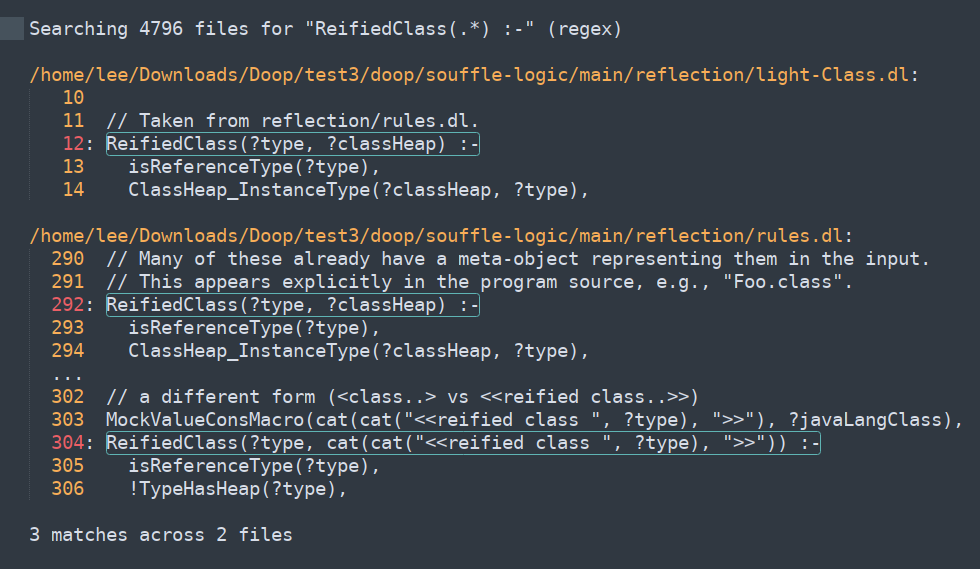 Searching 4796 files for "ReifiedClass(.*) :-" (regex)
/home/lee/Downloads/Doop/test3/doop/souffle-logic/main/reflection/light-Class.dl:
10
11  // Taken from reflection/rules.dl.
12: ReifiedClass(?type, ?classHeap) :-
13    isReferenceType(?type),
14    ClassHeap_InstanceType(?classHeap, ?type),
/home/lee/Downloads/Doop/test3/doop/souffle-logic/main/reflection/rules.dl:
290  // Many of these already have a meta-object representing them in the input.
291  // This appears explicitly in the program source, e.g., "Foo.class".
292: ReifiedClass(?type, ?classHeap) :-
293    isReferenceType(?type),
294    ClassHeap_InstanceType(?classHeap, ?type),
...
302  // a different form (<class..> vs <<reified class..>>)
303  MockValueConsMacro(cat(cat("<<reified class ", ?type), ">>"), ?javaLangClass),
304: ReifiedClass(?type, cat(cat("<<reified class ", ?type), ">>")) :-
305    isReferenceType(?type),
306    !TypeHasHeap(?type),
3 matches across 2 files